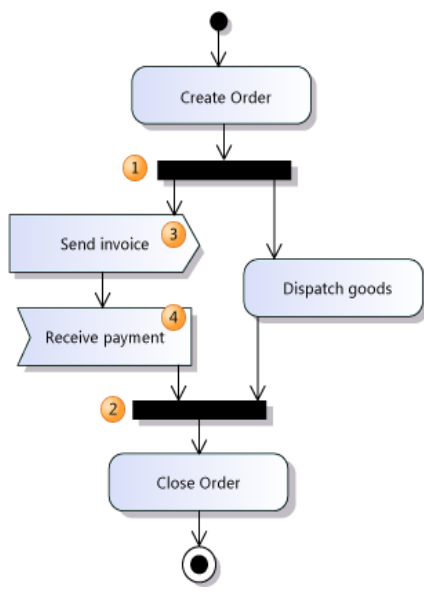 Create Order
1
3
Send invoice
Dispatch goods
4
Receive payment
2
Close Order